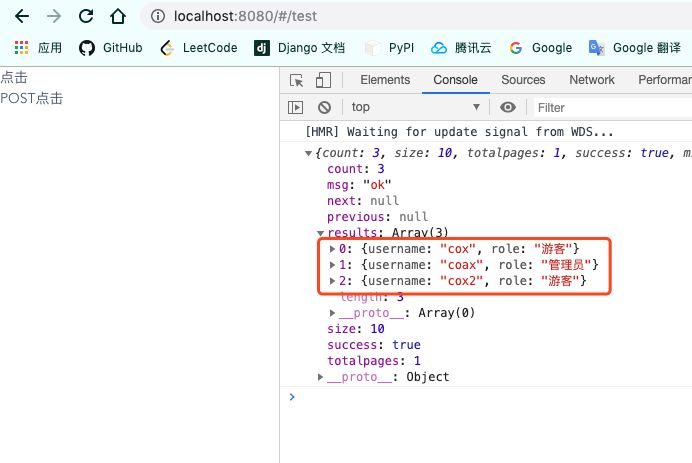 localhost:8080/#/test
应用 GitHub LeetCode Django 文档 PyPI 腾讯云 Google Google 翻译
点击
POST点击
Elements Console Sources Network Performan
top Filter
[HMR] Waiting for update signal from WDS...
{count: 3, size: 10, totalpages: 1, success: true, m
count: 3
msg: "ok"
next: null
previous: null
results: Array(3)
0: {username: "cox", role: "游客"}
1: {username: "coax", role: "管理员"}
2: {username: "cox2", role: "游客"}
length: 3
__proto__: Array(0)
size: 10
success: true
totalpages: 1
__proto__: Object